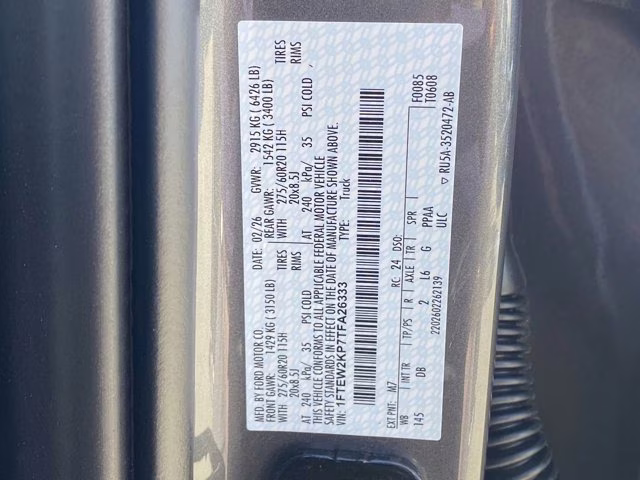 MFD. BY FORD MOTOR CO.
DATE: 02/26 GVWR: 2915 KG ( 6426 LB)
FRONT GAWR: 1429 KG ( 3150 LB) REAR GAWR: 1542 KG ( 3400 LB)
WITH 275/60R20 115H TIRES WITH 275/60R20 115H TIRES
20x8.5J RIMS 20x8.5J RIMS
AT 240 kPa/ 35 PSI COLD AT 240 kPa/ 35 PSI COLD ,
THIS VEHICLE CONFORMS TO ALL APPLICABLE FEDERAL MOTOR VEHICLE
SAFETY STANDARDS IN EFFECT ON THE DATE OF MANUFACTURE SHOWN ABOVE.
VIN: 1FTEW2KP7TFA26333 TYPE: Truck
F0085
EXT PNT: M7 RC: 24 DSO: T0608
WB INT TR TP/PS R AXLE TR SPR
145 DB 2 L6 G PPAA ▽ RU5A-3520472-AB
ULC
2202602262139